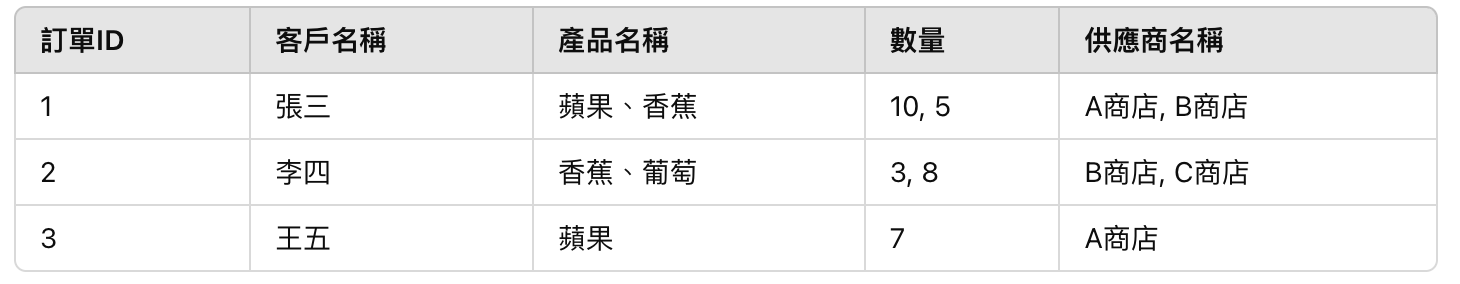 訂單ID 客戶名稱 產品名稱 數量 供應商名稱
1 張三 蘋果、香蕉 10, 5 A商店, B商店
2 李四 香蕉、葡萄 3, 8 B商店, C商店
3 王五 蘋果 7 A商店